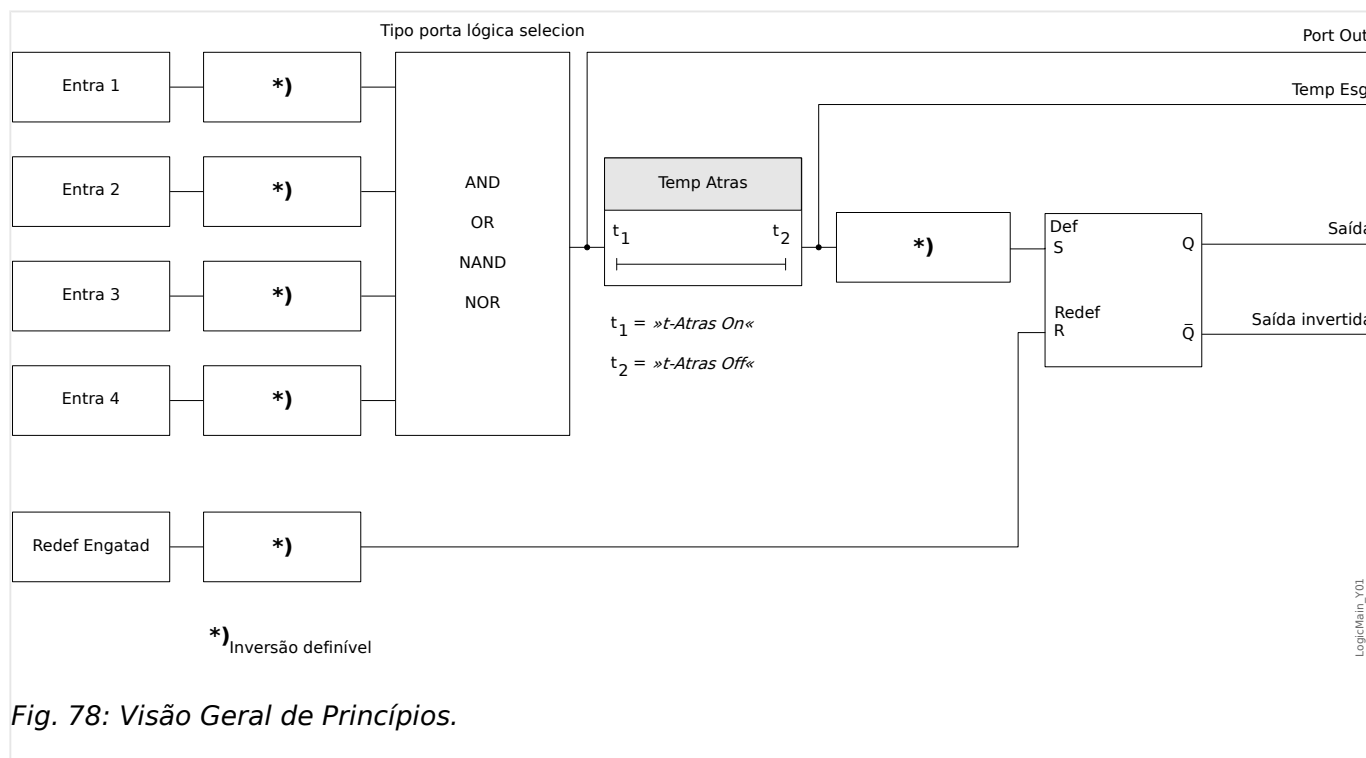 Tipo porta lógica selecion
Port Out
Entra 1
*)
Temp Esg
Entra 2
*)
AND
OR
NAND
NOR
Temp Atras
t1
t2
*)
Def
S
Q
Saída
Entra 3
*)
t1 = »t-Atras On«
t2 = »t-Atras Off«
Redef
R
Q̅
Saída invertida
Entra 4
*)
Redef Engatad
*)
*)Inversão definível
LogicMain_Y01
Fig. 78: Visão Geral de Princípios.